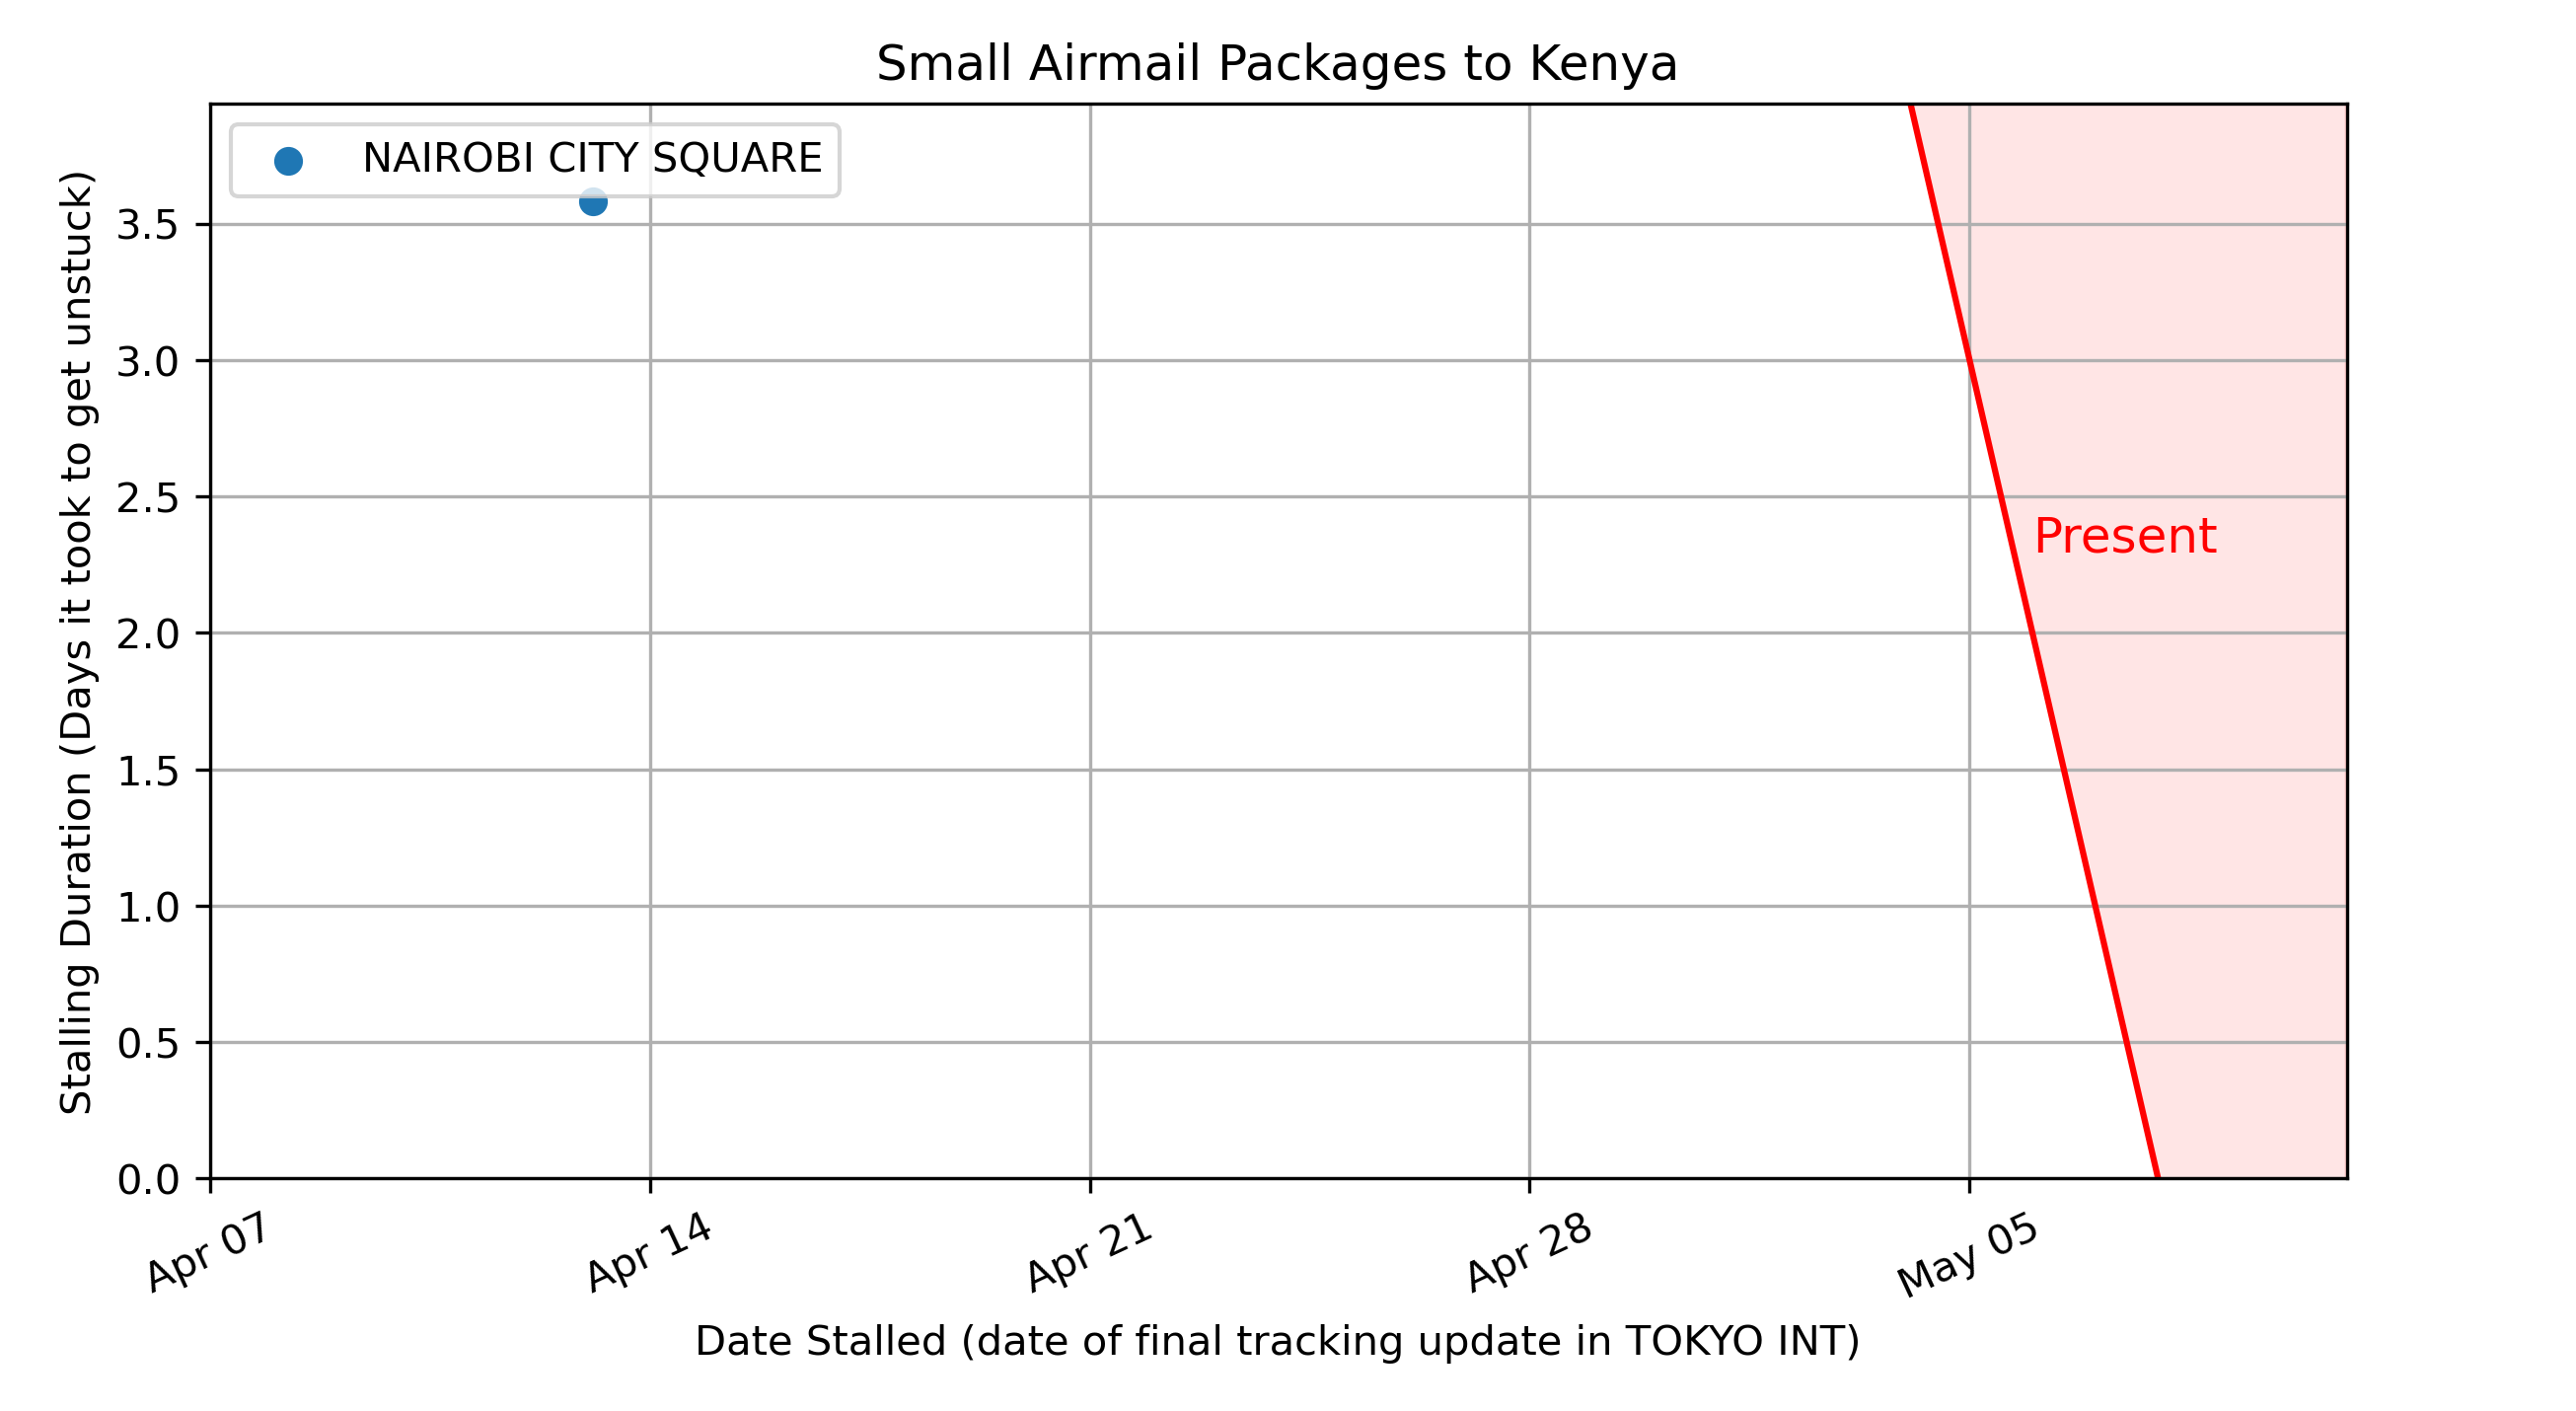 Small Airmail Packages to Kenya
NAIROBI CITY SQUARE
Stalling Duration (Days it took to get unstuck)
3.5
3.0
2.5
2.0
1.5
1.0
0.5
0.0
Present
Apr 07
Apr 14
Apr 21
Apr 28
May 05
Date Stalled (date of final tracking update in TOKYO INT)